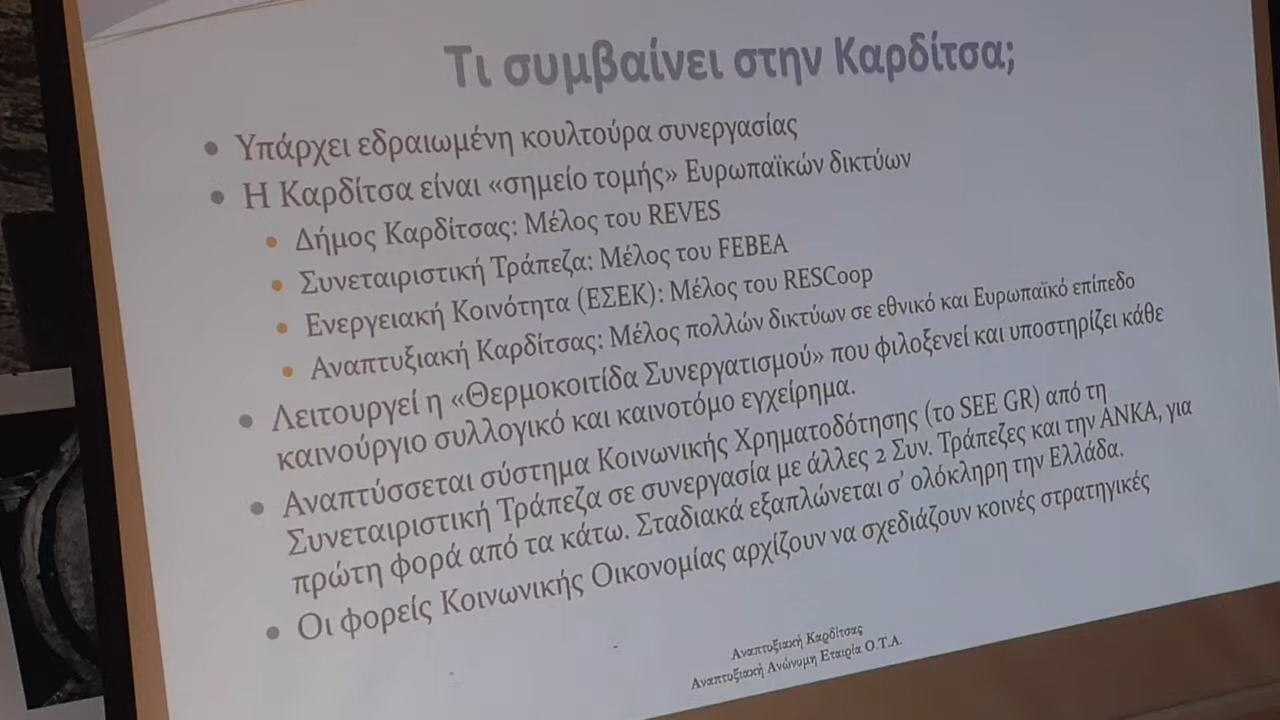 Τι συμβαίνει στην Καρδίτσα;
Υπάρχει εδραιωμένη κουλτούρα συνεργασίας
Η Καρδίτσα είναι «σημείο τομής» Ευρωπαϊκών δικτύων
Δήμος Καρδίτσας: Μέλος του REVES
Συνεταιριστική Τράπεζα: Μέλος του FEBEA
Ενεργειακή Κοινότητα (ΕΣΕΚ): Μέλος του RESCoop
Αναπτυξιακή Καρδίτσας: Μέλος πολλών δικτύων σε εθνικό και Ευρωπαϊκό επίπεδο
Λειτουργεί η «Θερμοκοιτίδα Συνεργατισμού» που φιλοξενεί και υποστηρίζει κάθε
καινούργιο συλλογικό και καινοτόμο εγχείρημα.
Αναπτύσσεται σύστημα Κοινωνικής Χρηματοδότησης (το SEE GR) από τη
Συνεταιριστική Τράπεζα σε συνεργασία με άλλες 2 Συν. Τράπεζες και την ΑΝΚΑ, για
πρώτη φορά από τα κάτω. Σταδιακά εξαπλώνεται σ' ολόκληρη την Ελλάδα.
Οι φορείς Κοινωνικής Οικονομίας αρχίζουν να σχεδιάζουν κοινές στρατηγικές
Αναπτυξιακή Καρδίτσας
Αναπτυξιακή Ανώνυμη Εταιρία Ο.Τ.Α.